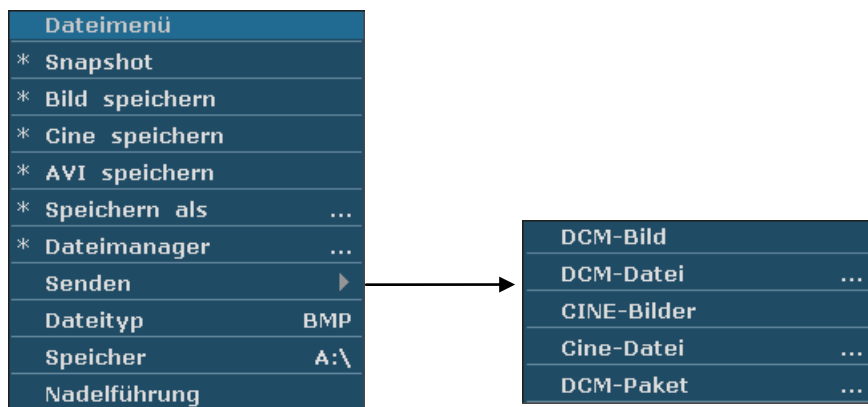 Dateimenü
* Snapshot
* Bild speichern
* Cine speichern
* AVI speichern
* Speichern als ...
* Dateimanager ...
Senden
Dateityp BMP
Speicher A:\
Nadelführung
DCM-Bild
DCM-Datei ...
CINE-Bilder
Cine-Datei ...
DCM-Paket ...